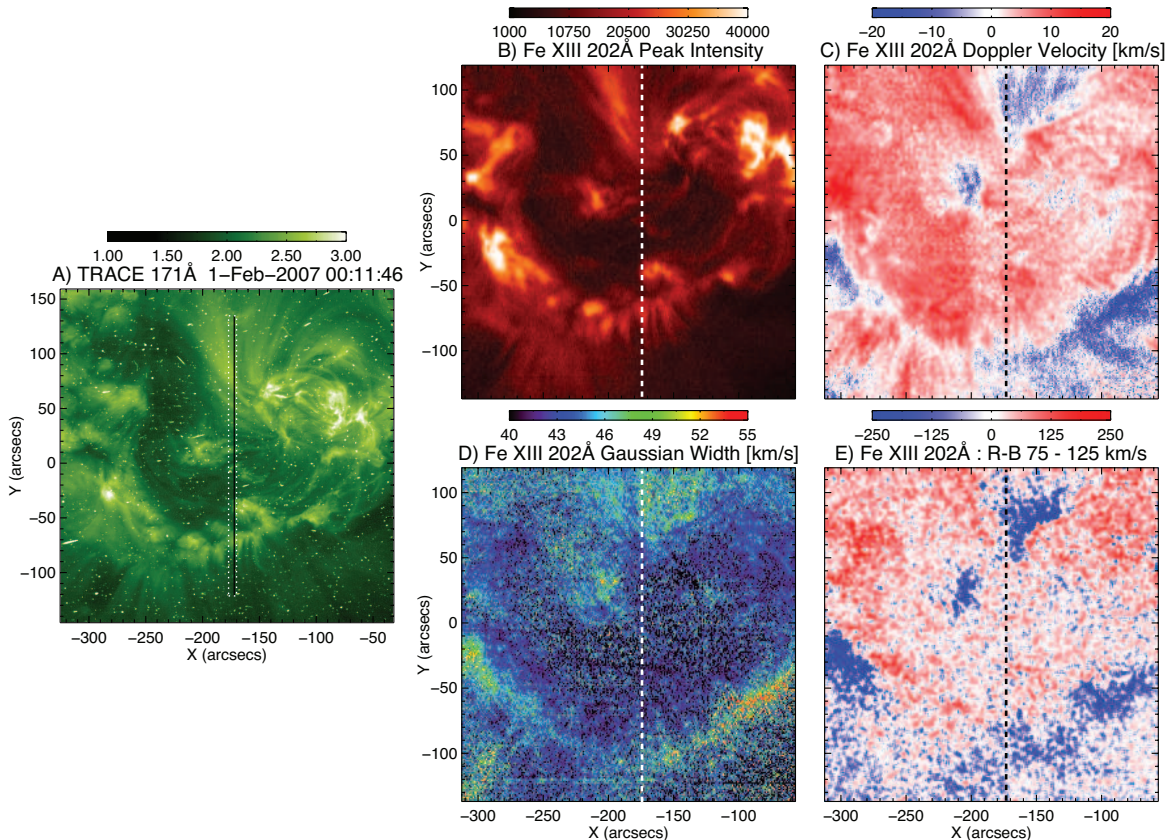 1.00 1.50 2.00 2.50 3.00
A) TRACE 171Å 1−Feb−2007 00:11:46
150
100
50
0
−50
−100
Y (arcsecs)
−300 −250 −200 −150 −100 −50
X (arcsecs)
1000 10750 20500 30250 40000
B) Fe XIII 202Å Peak Intensity
100
50
0
−50
−100
Y (arcsecs)
−20 −10 0 10 20
C) Fe XIII 202Å Doppler Velocity [km/s]
40 43 46 49 52 55
D) Fe XIII 202Å Gaussian Width [km/s]
100
50
0
−50
−100
Y (arcsecs)
−300 −250 −200 −150 −100
X (arcsecs)
−250 −125 0 125 250
E) Fe XIII 202Å : R-B 75 - 125 km/s
−300 −250 −200 −150 −100
X (arcsecs)